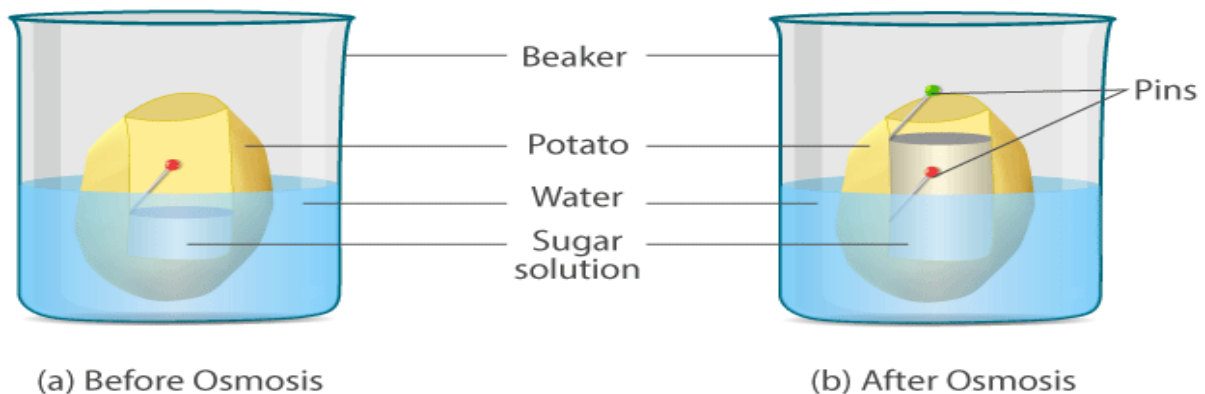 Beaker
Pins
Potato
Water
Sugar
solution
(a) Before Osmosis
(b) After Osmosis